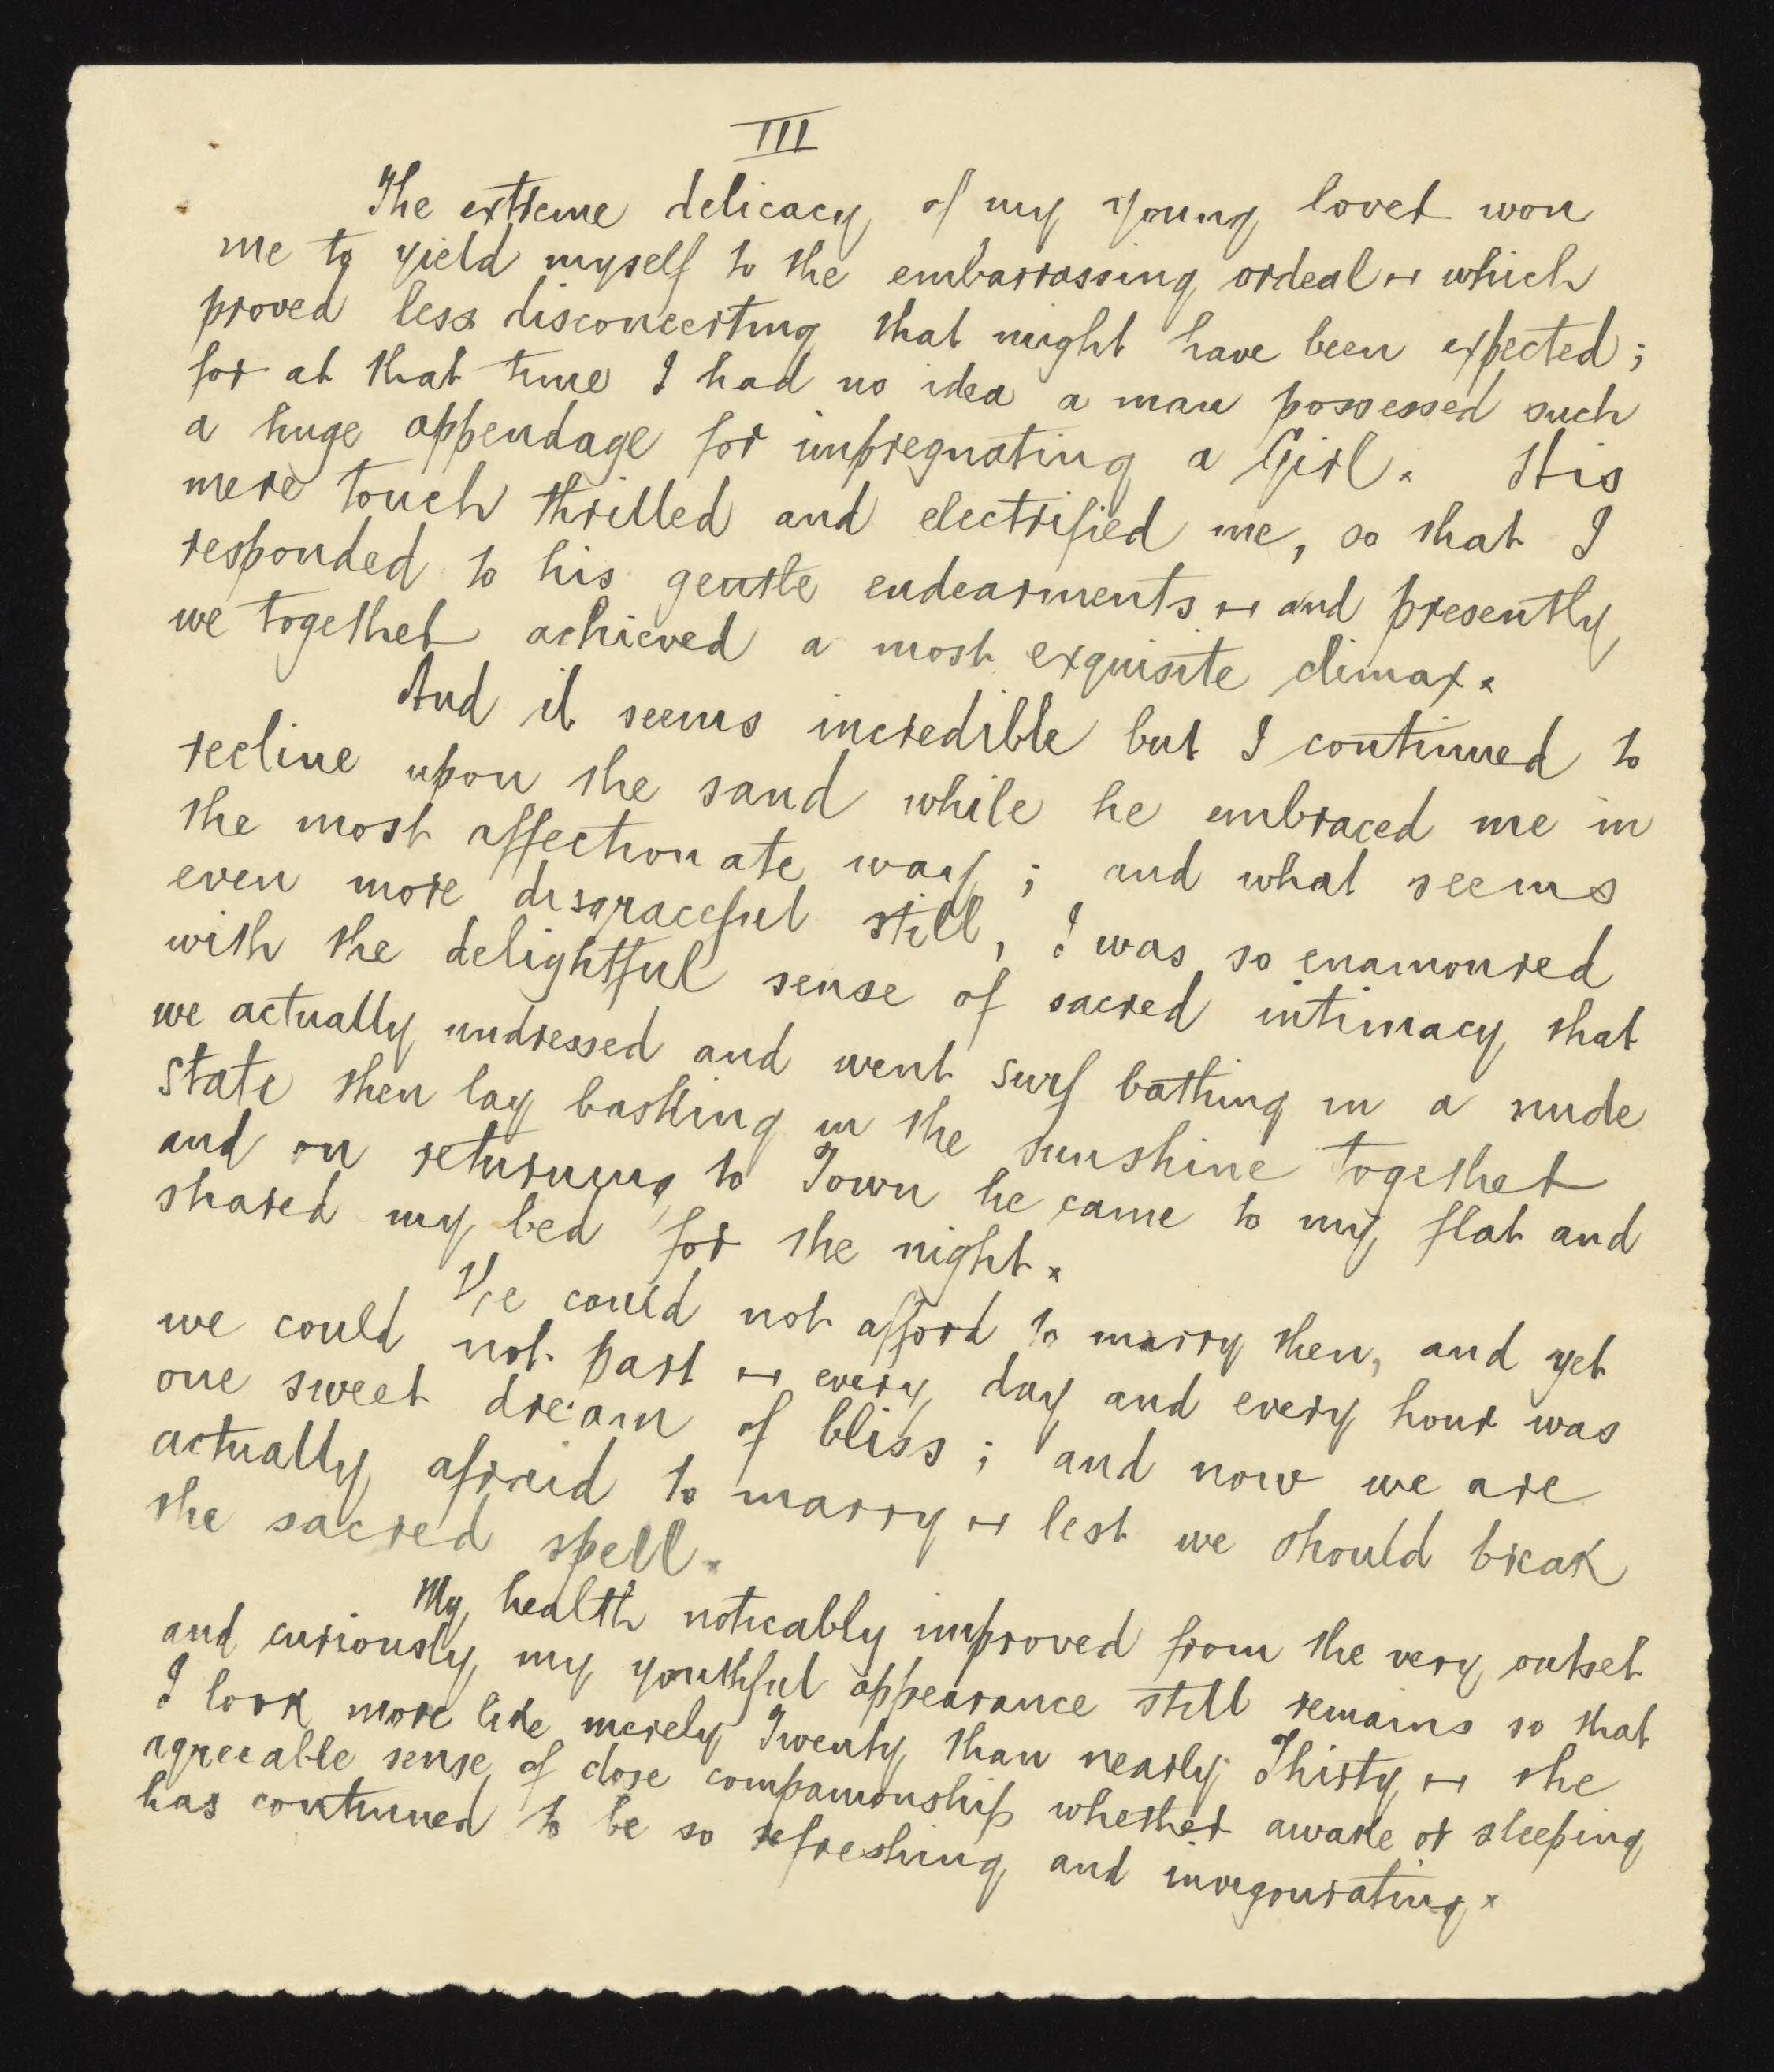 III
The extreme delicacy of my young lover won
me to yield myself to the embarrassing ordeal — which
proved less disconcerting that might have been expected;
for at that time I had no idea a man possessed such
a huge appendage for impregnating a Girl. His
mere touch thrilled and electrified me, so that I
responded to his gentle endearments — and presently
we together achieved a most exquisite climax.
And it seems incredible but I continued to
recline upon the sand while he embraced me in
the most affectionate way; and what seems
even more disgraceful still, I was so enamoured
with the delightful sense of sacred intimacy that
we actually undressed and went surf bathing in a nude
state then lay basking in the sunshine together
and on returning to Town he came to my flat and
shared my bed for the night.
We could not afford to marry then, and yet
we could not part — every day and every hour was
one sweet dream of bliss; and now we are
actually afraid to marry — lest we should break
the sacred spell.
My health noticably improved from the very outset
and curiously my youthful appearance still remains so that
I look more like merely Twenty than nearly Thirty — the
agreeable sense of close companionship whether awake or sleeping
has continued to be so refreshing and invigourating.